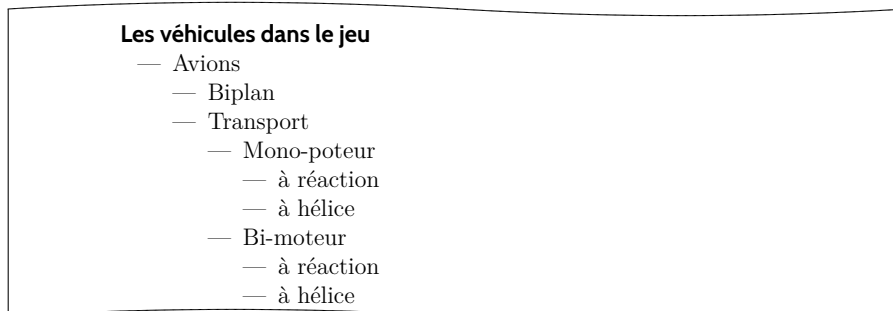 Les véhicules dans le jeu
— Avions
— Biplan
— Transport
— Mono-poteur
— à réaction
— à hélice
— Bi-moteur
— à réaction
— à hélice